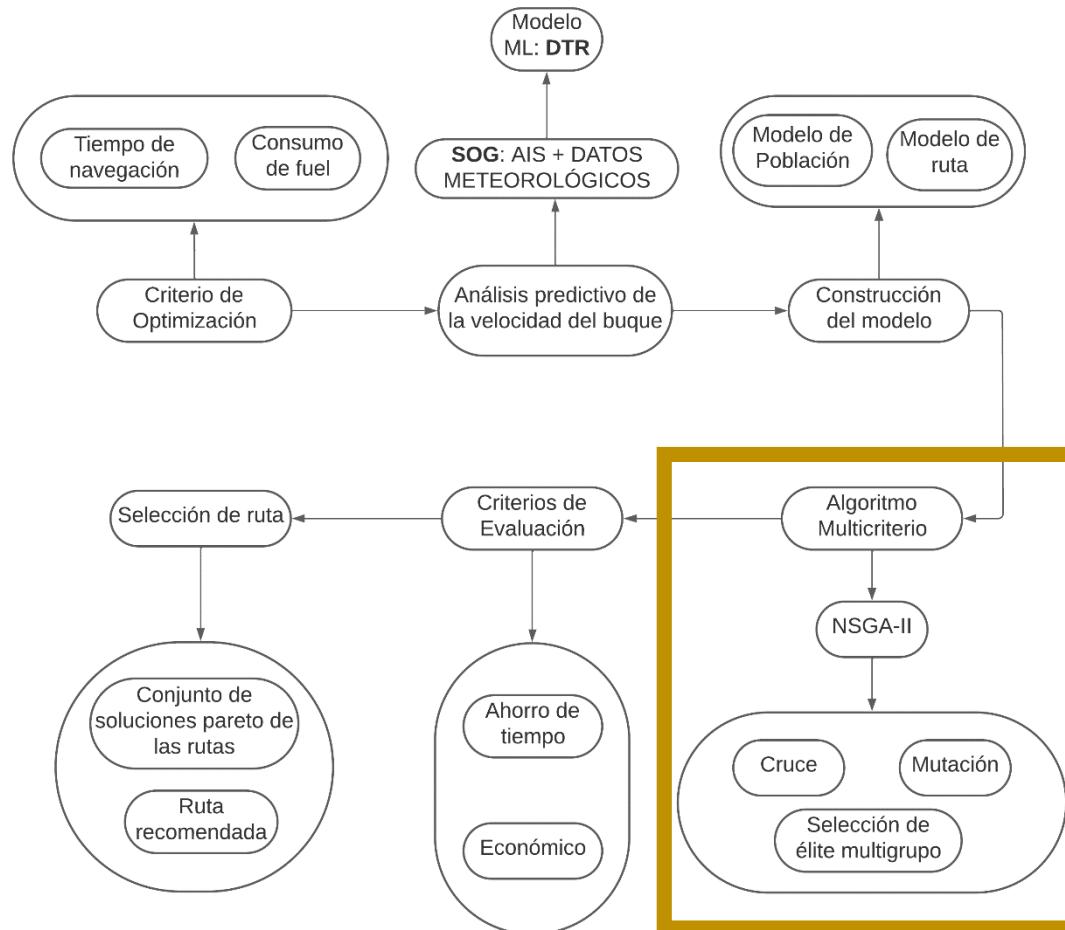 Modelo
ML: DTR
Tiempo de
navegación
Consumo
de fuel
SOG: AIS + DATOS
METEOROLÓGICOS
Modelo de
Población
Modelo de
ruta
Criterio de
Optimización
Análisis predictivo de
la velocidad del buque
Construcción
del modelo
Selección de ruta
Criterios de
Evaluación
Algoritmo
Multicriterio
NSGA-II
Conjunto de
soluciones pareto de
las rutas
Ruta
recomendada
Ahorro de
tiempo
Económico
Cruce
Mutación
Selección de
élite multigrupo